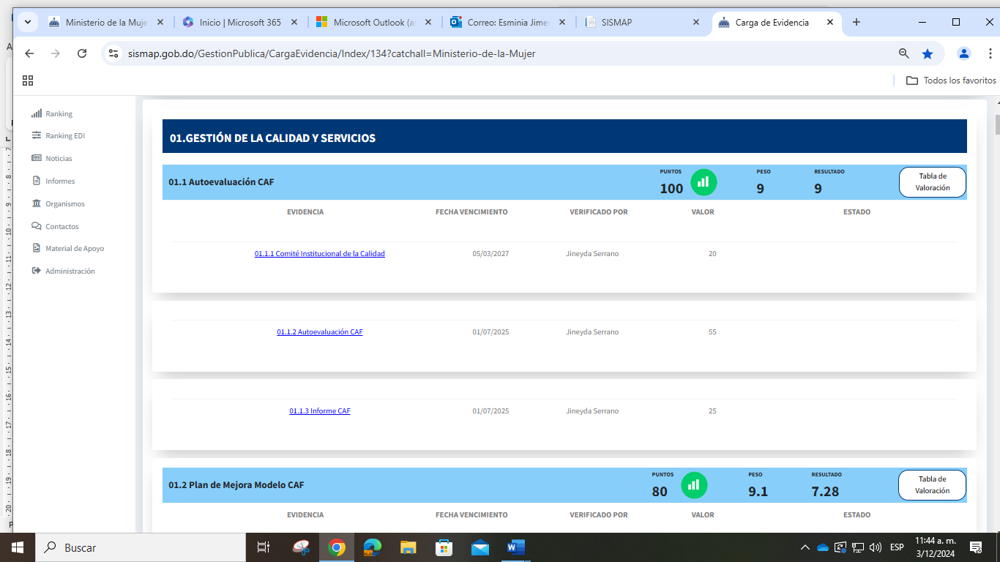 Ministerio de la Muje
Inicio | Microsoft 365
Microsoft Outlook (a
Correo: Esminia Jime
SISMAP
Carga de Evidencia
sismap.gob.do/GestionPublica/CargaEvidencia/Index/134?catchall=Ministerio-de-la-Mujer
Todos los favoritos
Ranking
Ranking EDI
Noticias
Informes
Organismos
Contactos
Material de Apoyo
Administración
01.GESTIÓN DE LA CALIDAD Y SERVICIOS
01.1 Autoevaluación CAF
PUNTOS
100
PESO
9
RESULTADO
9
Tabla de
Valoración
EVIDENCIA FECHA VENCIMIENTO VERIFICADO POR VALOR ESTADO
01.1.1 Comité Institucional de la Calidad 05/03/2027 Jineyda Serrano 20
01.1.2 Autoevaluación CAF 01/07/2025 Jineyda Serrano 55
01.1.3 Informe CAF 01/07/2025 Jineyda Serrano 25
01.2 Plan de Mejora Modelo CAF
PUNTOS
80
PESO
9.1
RESULTADO
7.28
Tabla de
Valoración
EVIDENCIA FECHA VENCIMIENTO VERIFICADO POR VALOR ESTADO
Buscar
ESP
11:44 a. m.
3/12/2024